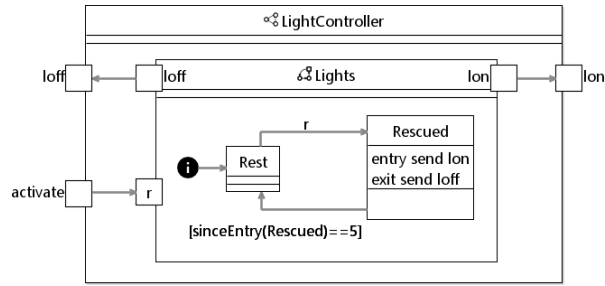 LightController
loff
loff
Lights
lon
lon
r
Rescued
i
Rest
entry send lon
exit send loff
activate
r
[sinceEntry(Rescued)==5]